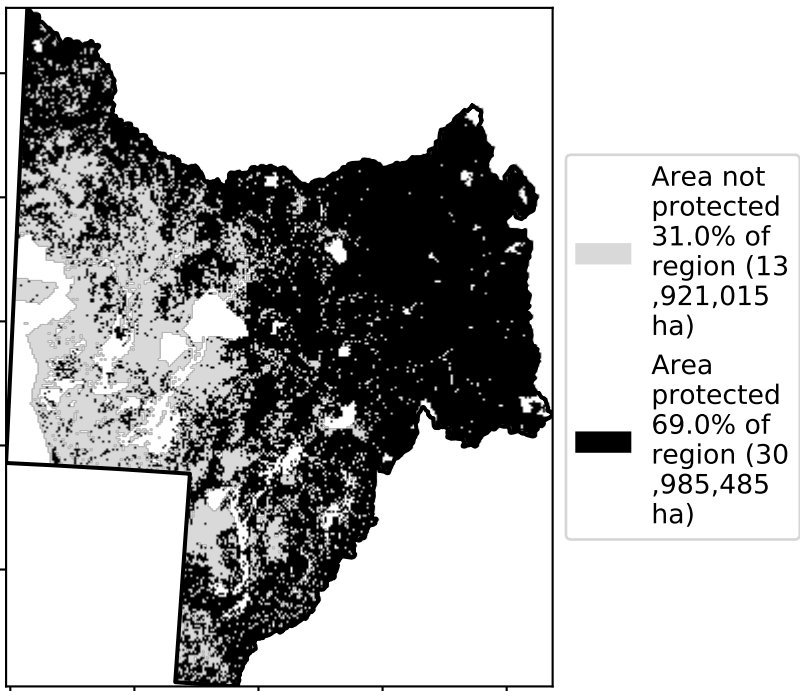 Area not
protected
31.0% of
region (13
,921,015
ha)
Area
protected
69.0% of
region (30
,985,485
ha)